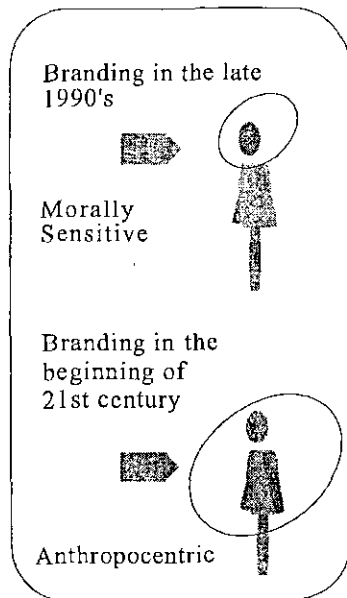 Branding in the late
1990's
Morally
Sensitive
Branding in the
beginning of
21st century
Anthropocentric